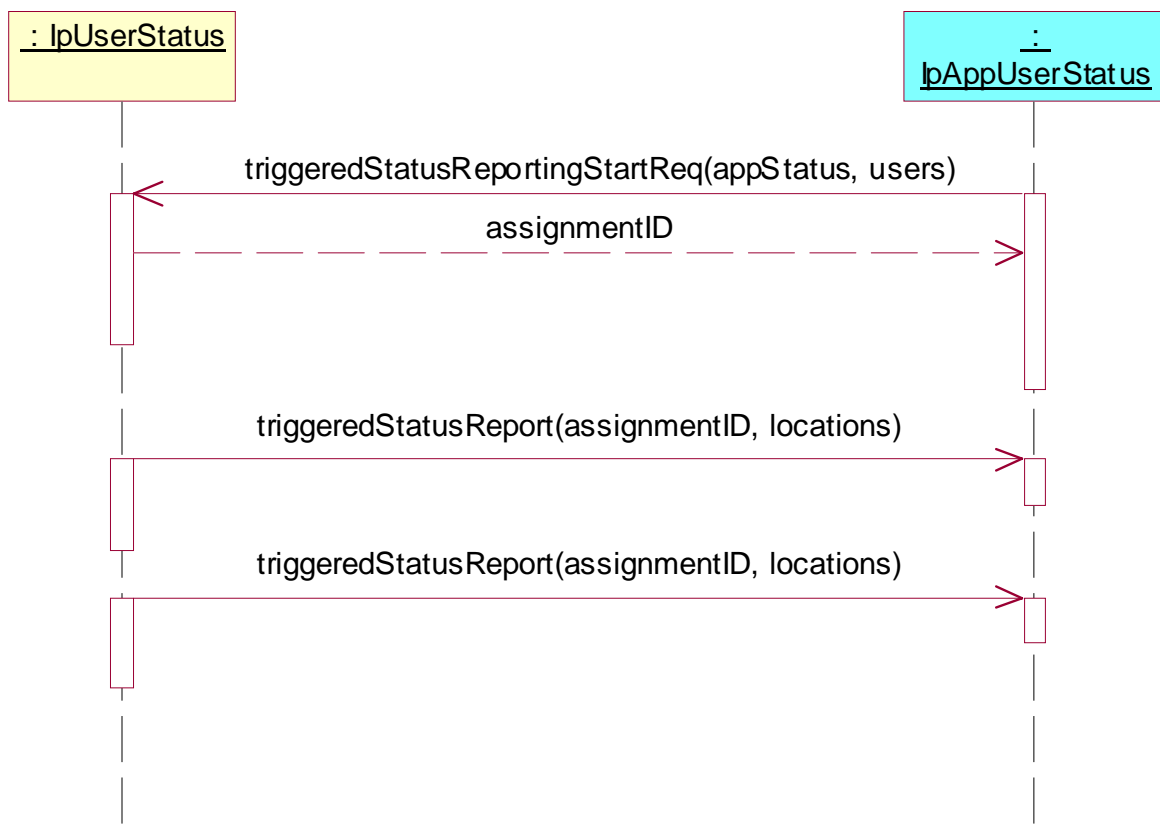 : IpUserStatus
:
IpAppUserStatus
triggeredStatusReportingStartReq(appStatus, users)
assignmentID
triggeredStatusReport(assignmentID, locations)
triggeredStatusReport(assignmentID, locations)